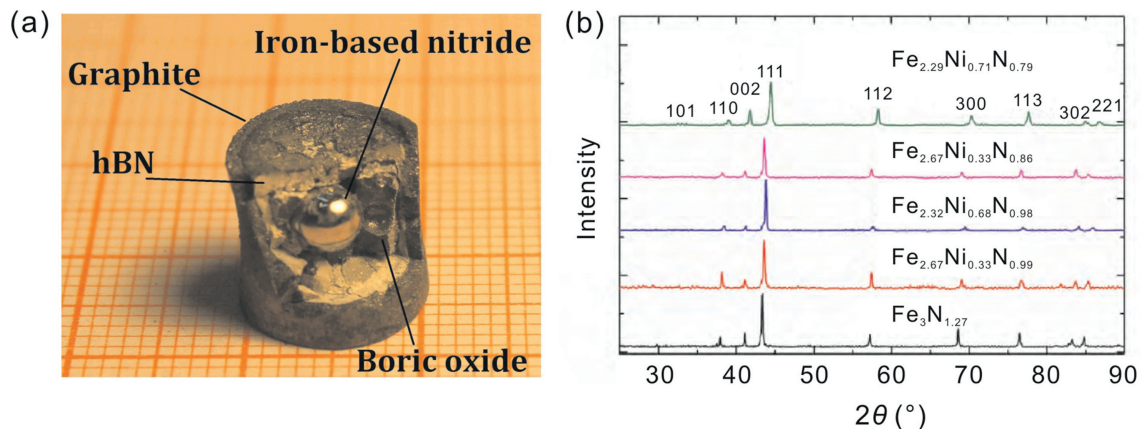 (a)
Iron-based nitride
Graphite
hBN
Boric oxide
(b)
Intensity
Fe₂.₂₉Ni₀.₇₁N₀.₇₉
101 110 002 111 112 300 113 302 221
Fe₂.₆₇Ni₀.₃₃N₀.₈₆
Fe₂.₃₂Ni₀.₆₈N₀.₉₈
Fe₂.₆₇Ni₀.₃₃N₀.₉₉
Fe₃N₁.₂₇
30 40 50 60 70 80 90
2θ (°)